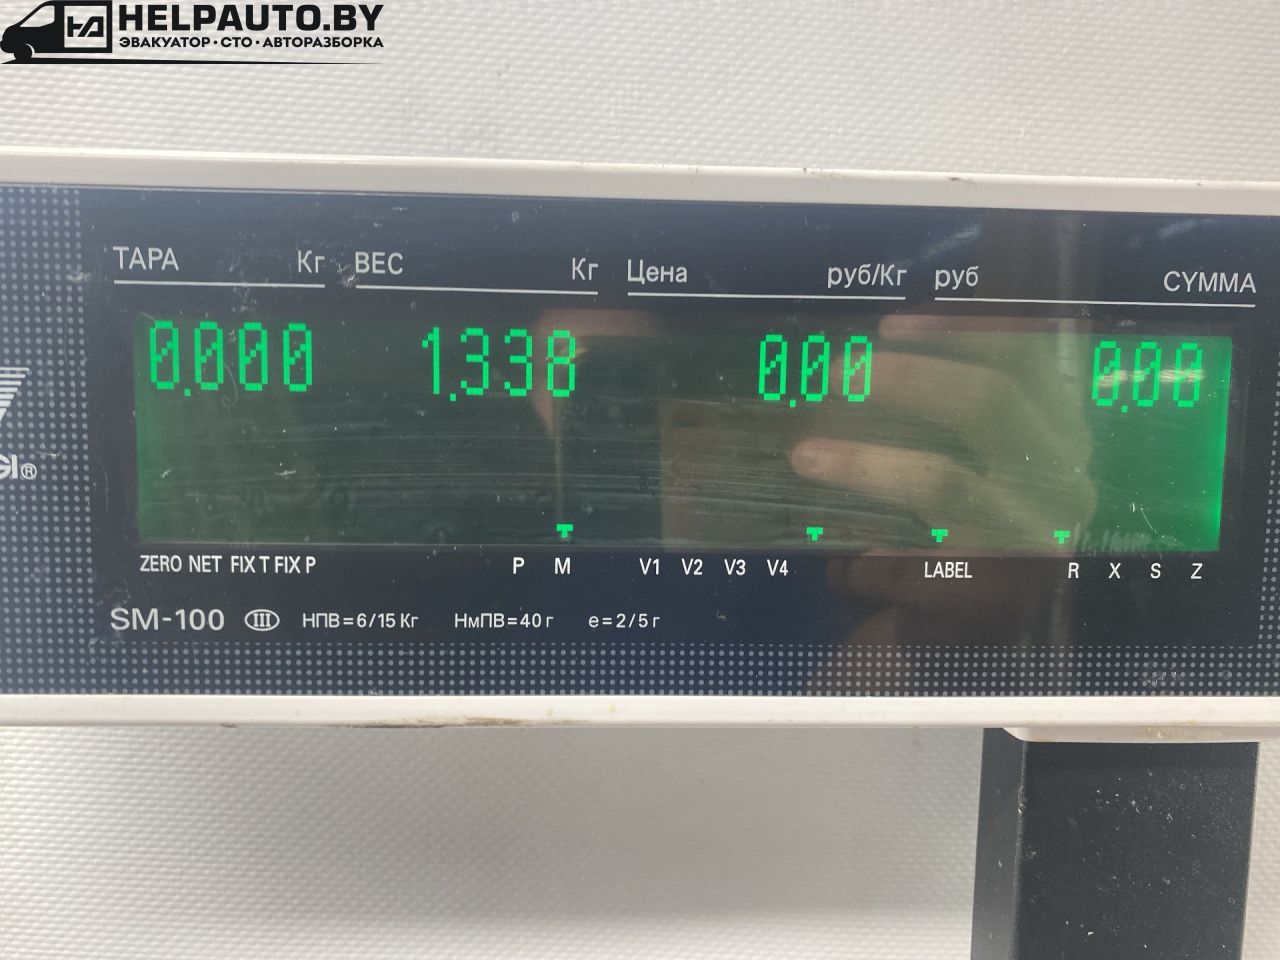 HELPAUTO.BY
ЭВАКУАТОР·СТО·АВТОРАЗБОРКА
ТАРА Кг ВЕС Кг Цена руб/Кг руб СУММА
0.000 1.338 0.00 0.00
ZERO NET FIX T FIX P P M V1 V2 V3 V4 LABEL R X S Z
SM-100 III НПВ=6/15 Кг НмПВ=40 г e=2/5 г
GI®